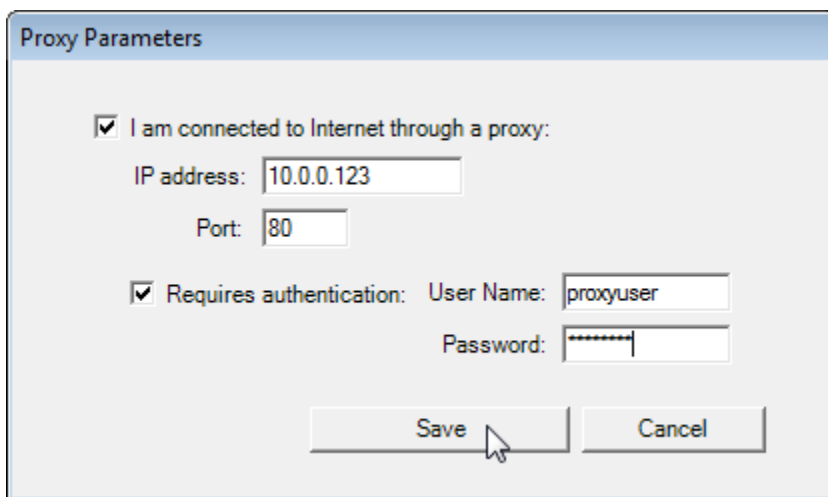 Proxy Parameters
I am connected to Internet through a proxy:
IP address: 10.0.0.123
Port: 80
Requires authentication: User Name: proxyuser
Password: ********
Save Cancel